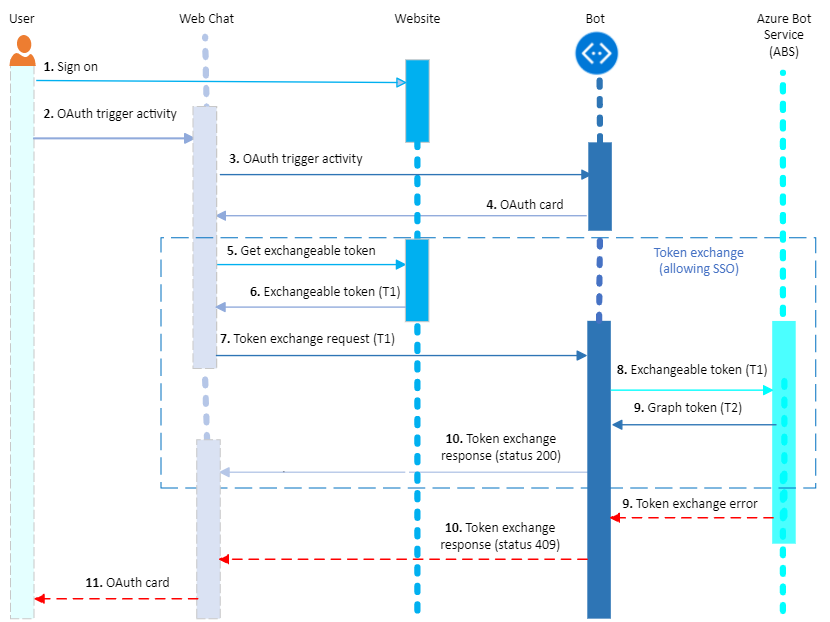 User
Web Chat
Website
Bot
Azure Bot
Service
(ABS)
1. Sign on
2. OAuth trigger activity
3. OAuth trigger activity
4. OAuth card
Token exchange
(allowing SSO)
5. Get exchangeable token
6. Exchangeable token (T1)
7. Token exchange request (T1)
8. Exchangeable token (T1)
9. Graph token (T2)
10. Token exchange
response (status 200)
9. Token exchange error
10. Token exchange
response (status 409)
11. OAuth card